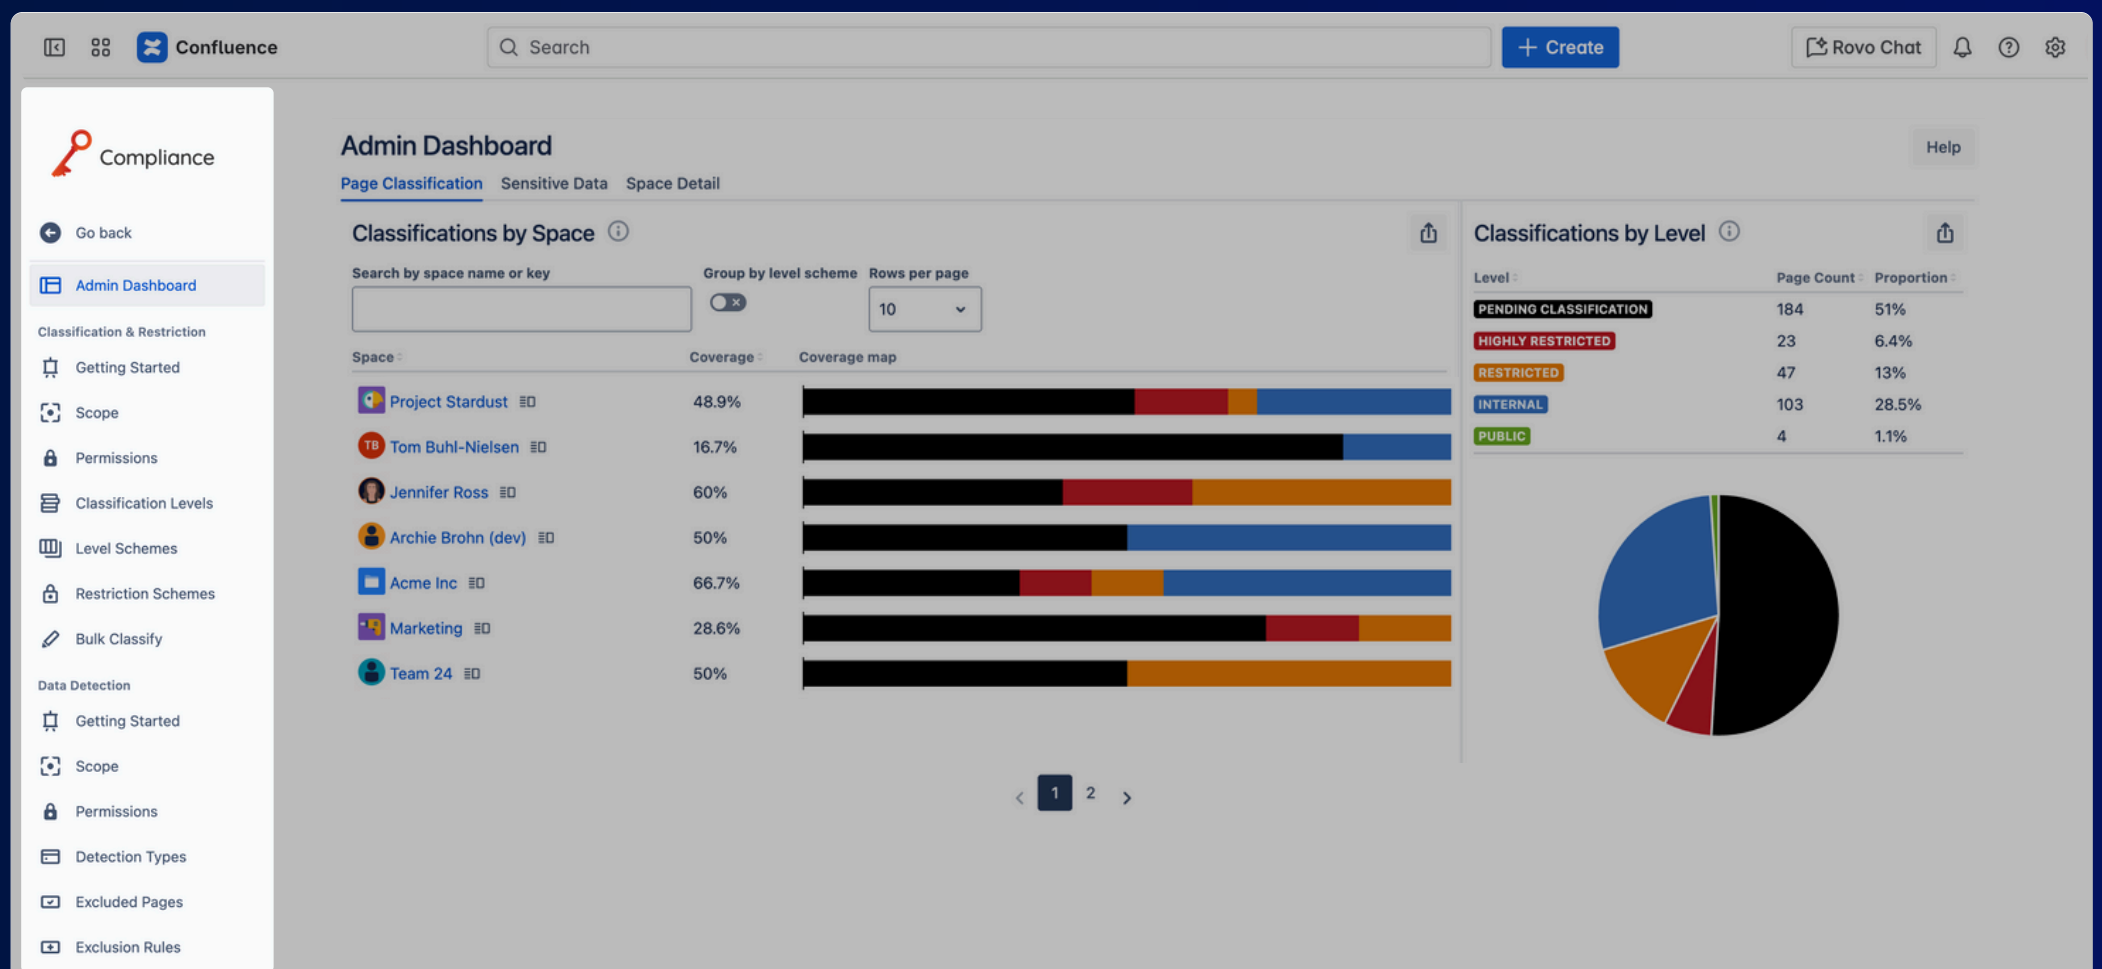 Confluence
Search
+ Create
Rovo Chat
Compliance
Go back
Admin Dashboard
Classification & Restriction
Getting Started
Scope
Permissions
Classification Levels
Level Schemes
Restriction Schemes
Bulk Classify
Data Detection
Getting Started
Scope
Permissions
Detection Types
Excluded Pages
Exclusion Rules
Admin Dashboard
Help
Page Classification Sensitive Data Space Detail
Classifications by Space
Search by space name or key Group by level scheme Rows per page
10
Space Coverage Coverage map
Project Stardust 48.9%
TB Tom Buhl-Nielsen 16.7%
Jennifer Ross 60%
Archie Brohn (dev) 50%
Acme Inc 66.7%
Marketing 28.6%
Team 24 50%
1 2
Classifications by Level
Level Page Count Proportion
PENDING CLASSIFICATION 184 51%
HIGHLY RESTRICTED 23 6.4%
RESTRICTED 47 13%
INTERNAL 103 28.5%
PUBLIC 4 1.1%